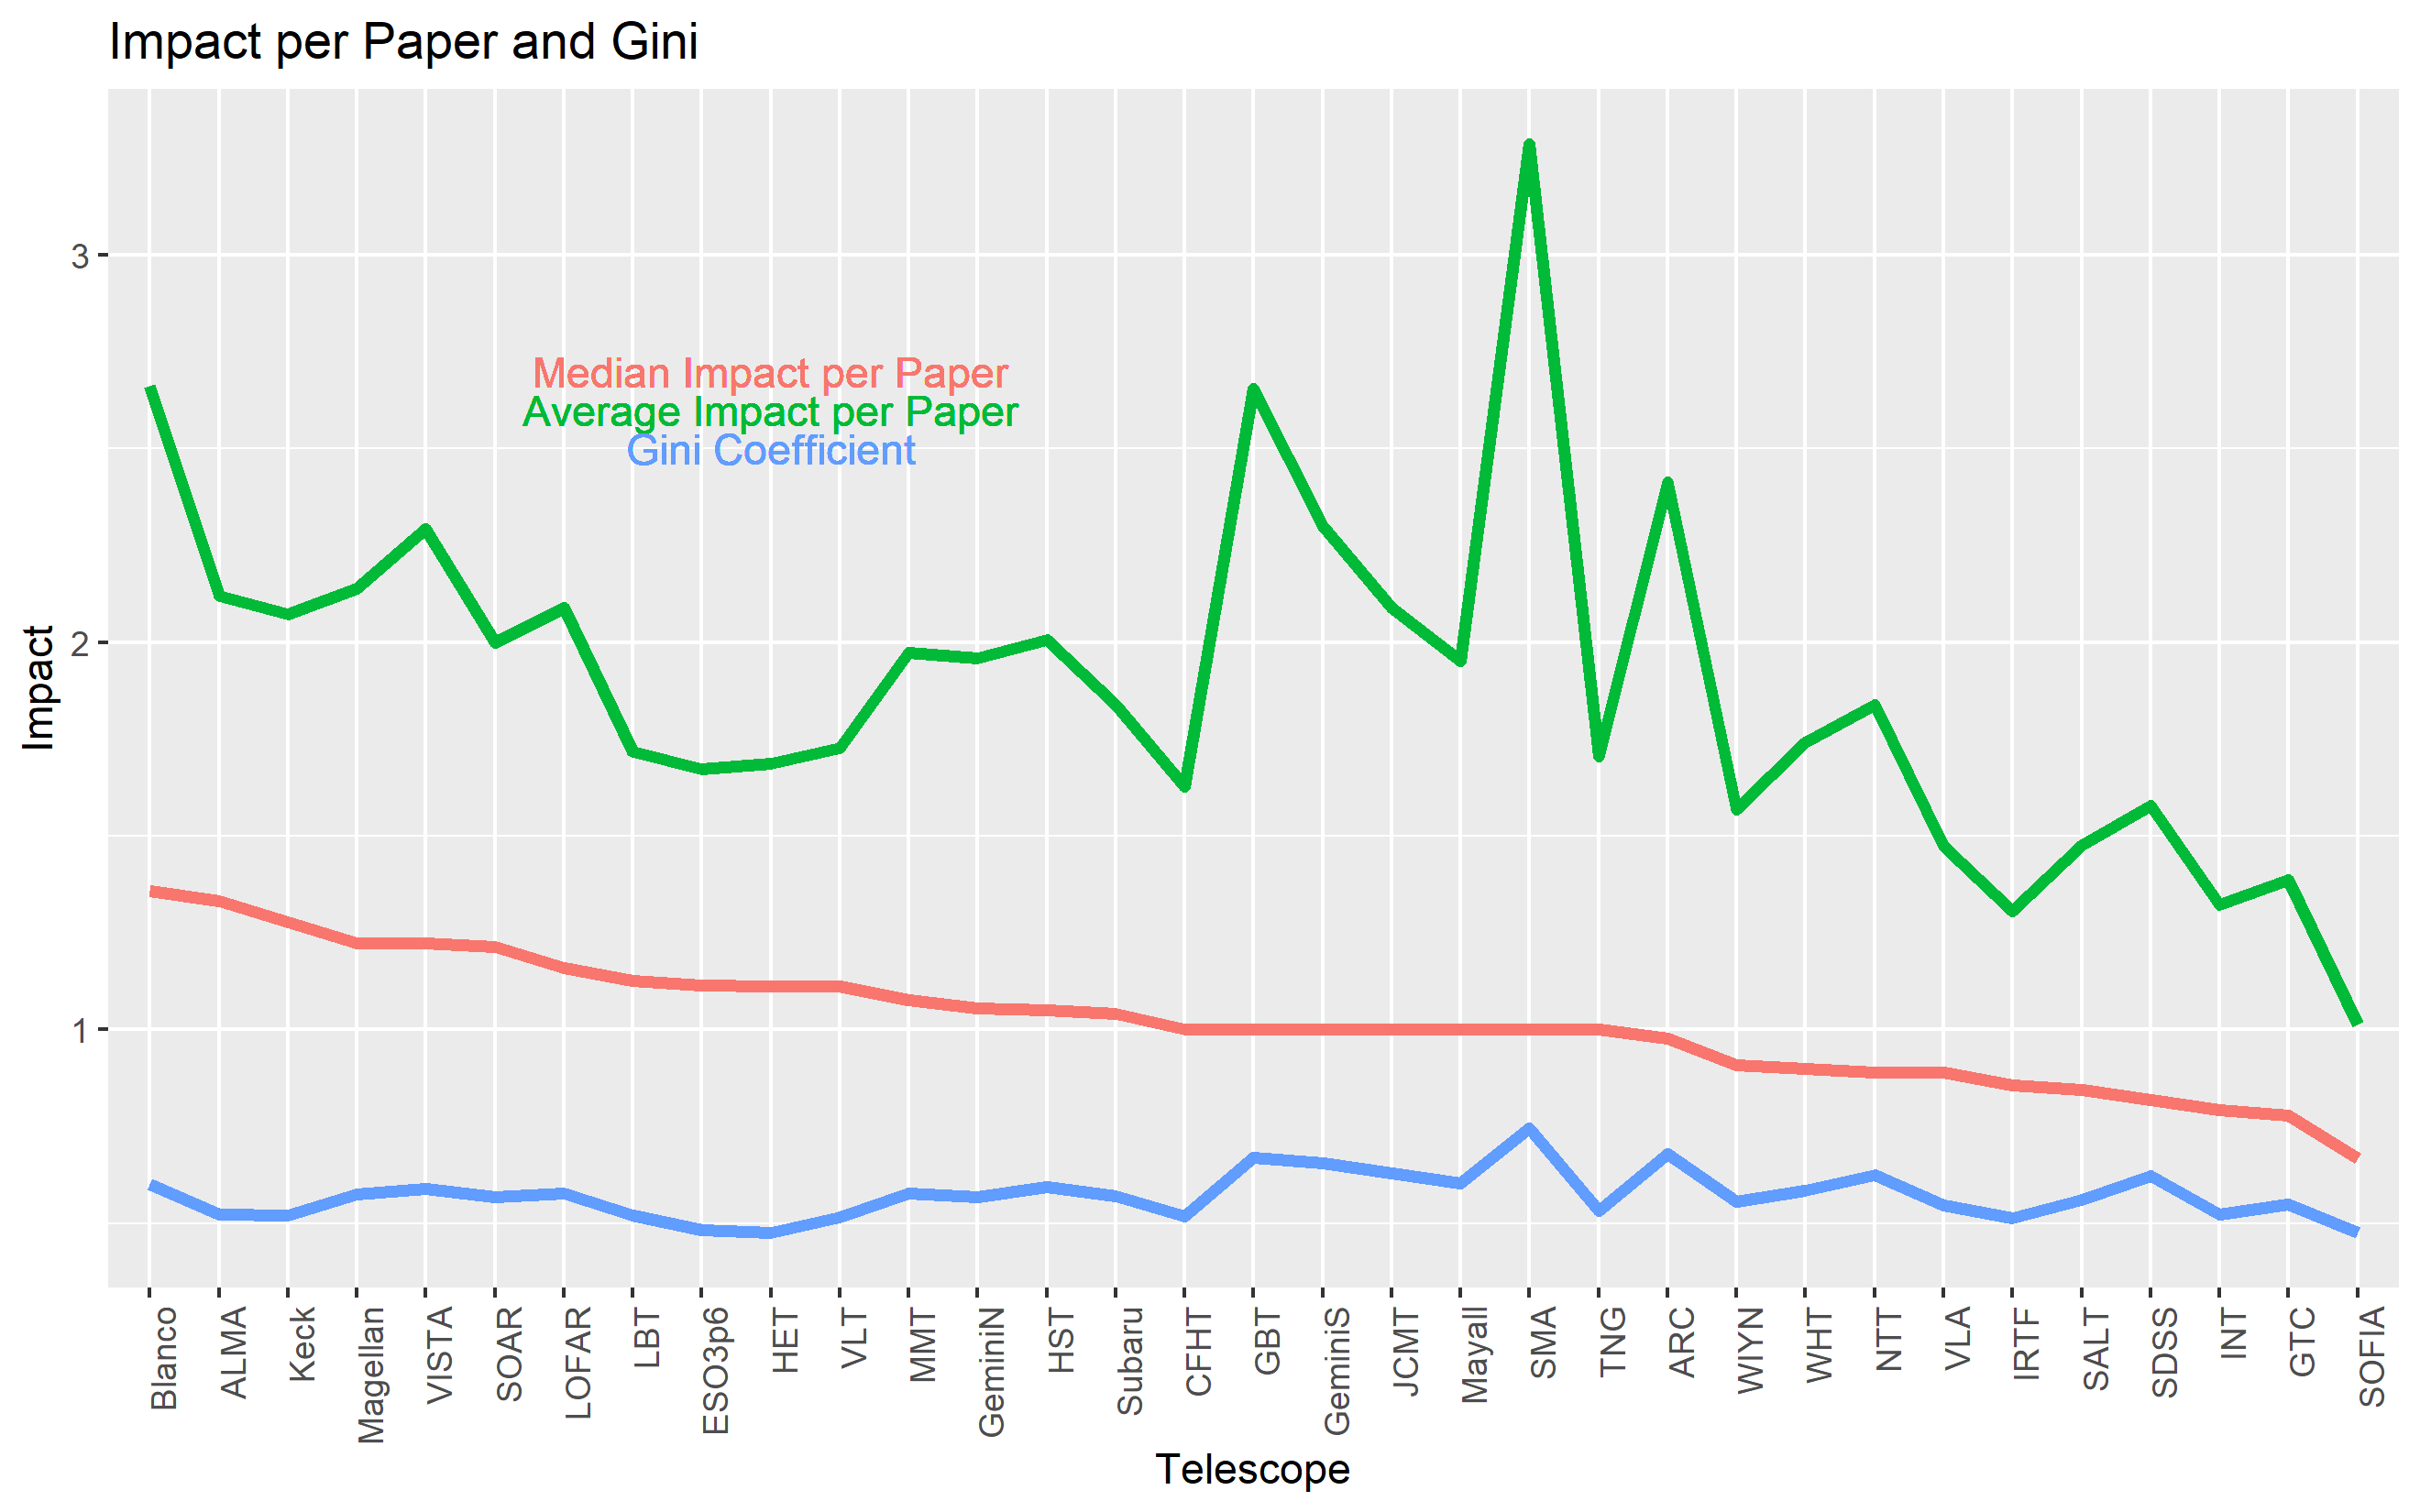 Impact per Paper and Gini
3
Median Impact per Paper
Average Impact per Paper
Gini Coefficient
2
Impact
1
Blanco
ALMA
Keck
Magellan
VISTA
SOAR
LOFAR
LBT
ESO3p6
HET
VLT
MMT
GeminiN
HST
Subaru
CFHT
GBT
GeminiS
JCMT
Mayall
SMA
TNG
ARC
WIYN
WHT
NTT
VLA
IRTF
SALT
SDSS
INT
GTC
SOFIA
Telescope